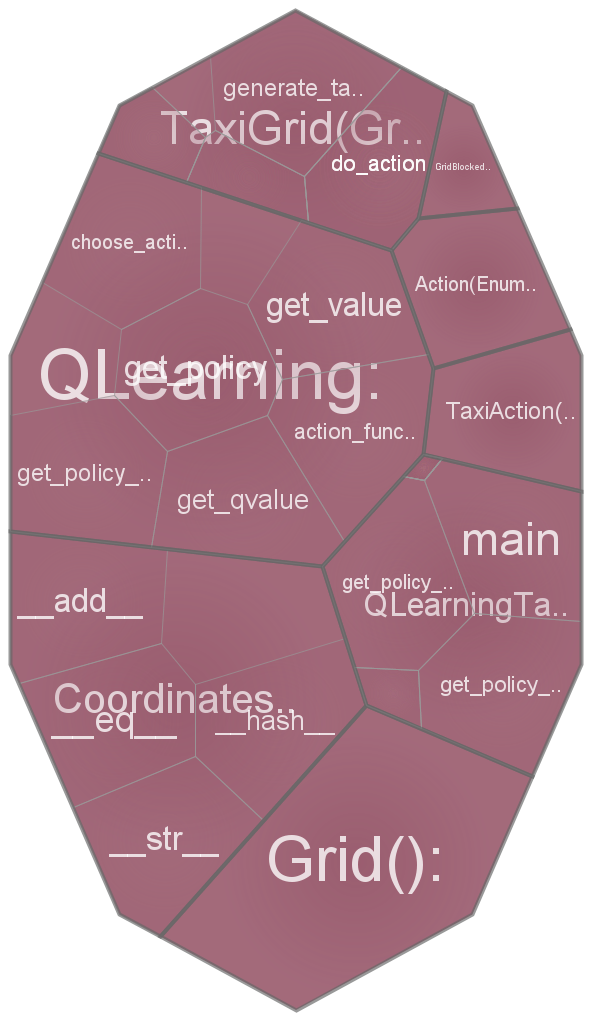 generate_ta..
TaxiGrid(Gr..
do_action
GridBlocked..
choose_acti..
Action(Enum..
get_value
get_policy
QLearning:
TaxiAction(..
action_func..
get_policy_..
get_qvalue
main
get_policy_..
__add__
QLearningTa..
get_policy_..
Coordinates..
__eq__
__hash__
__str__
Grid():